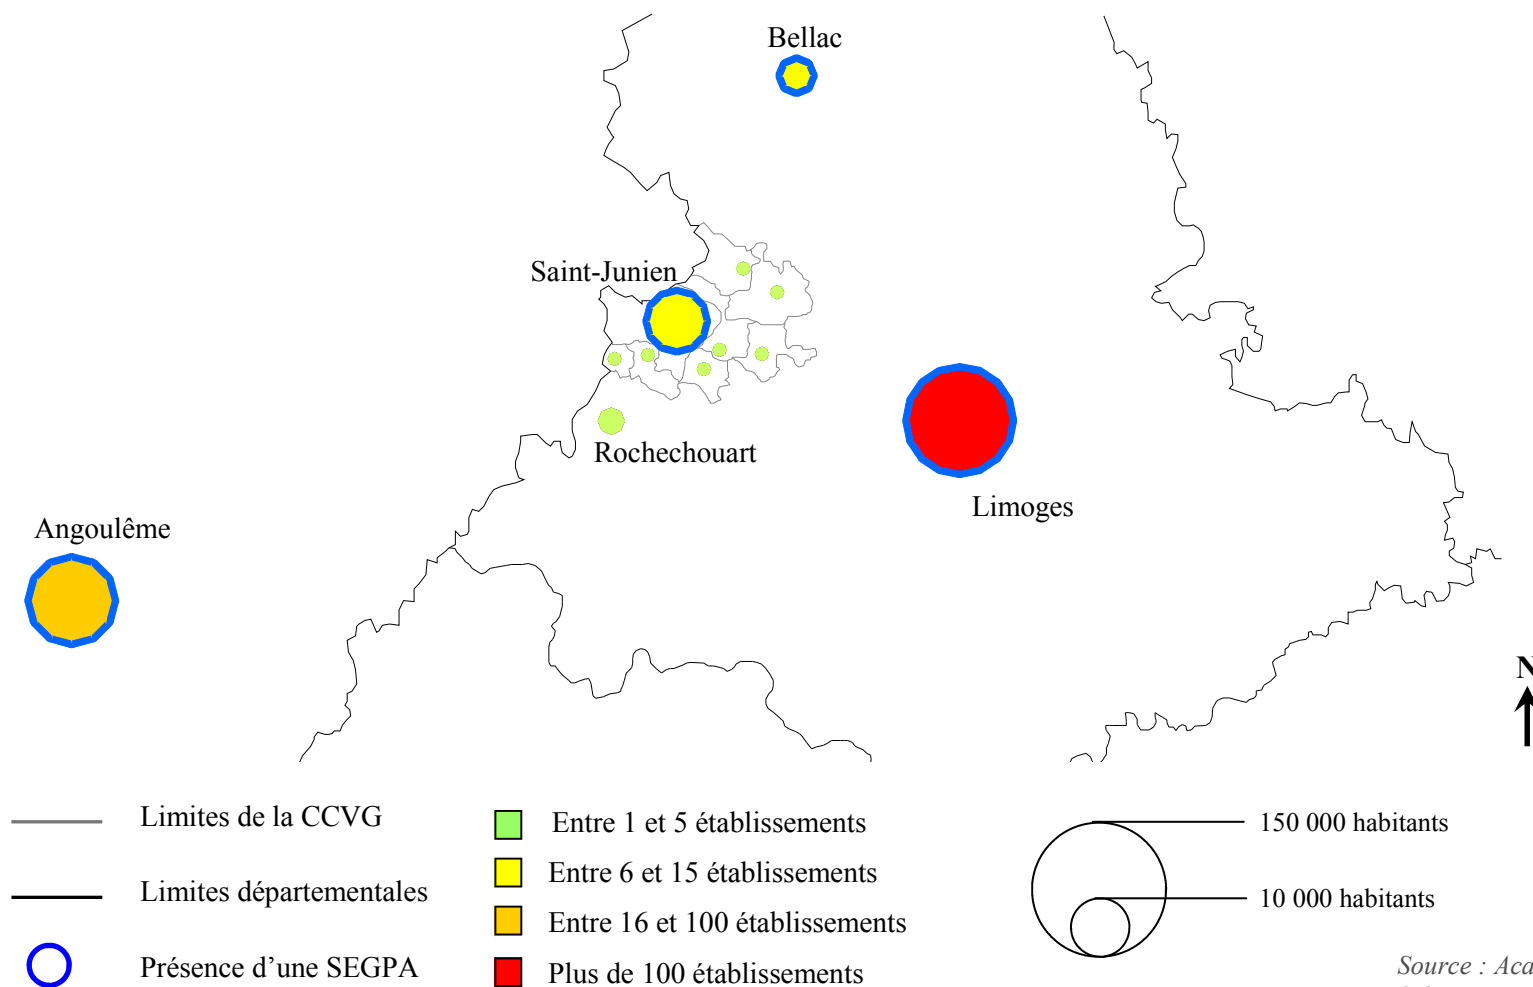 Bellac
Saint-Junien
Rochechouart
Limoges
Angoulême
N
Limites de la CCVG
Limites départementales
Présence d’une SEGPA
Entre 1 et 5 établissements
Entre 6 et 15 établissements
Entre 16 et 100 établissements
Plus de 100 établissements
150 000 habitants
10 000 habitants
Source :